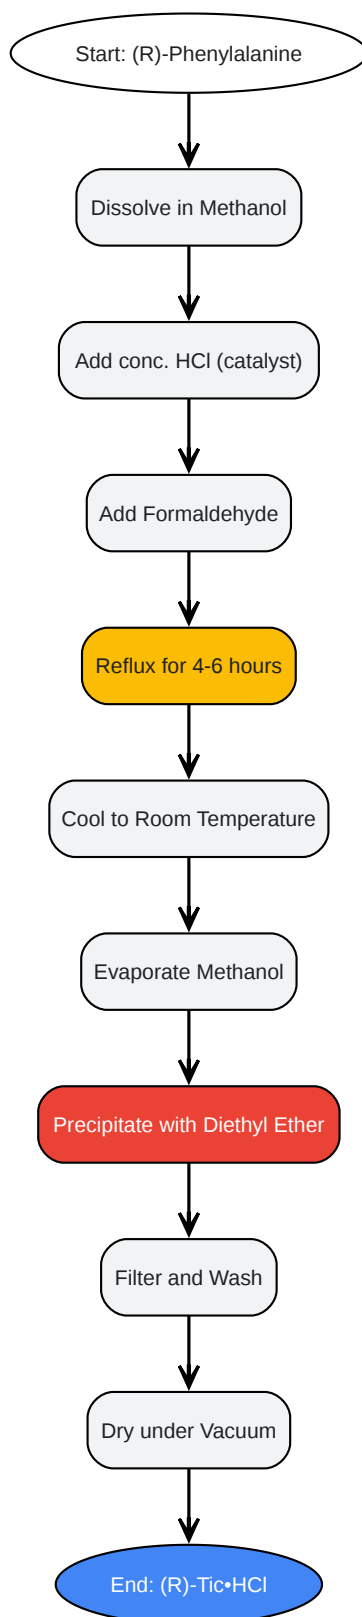 Start: (R)-Phenylalanine
Dissolve in Methanol
Add conc. HCl (catalyst)
Add Formaldehyde
Reflux for 4-6 hours
Cool to Room Temperature
Evaporate Methanol
Precipitate with Diethyl Ether
Filter and Wash
Dry under Vacuum
End: (R)-Tic•HCl